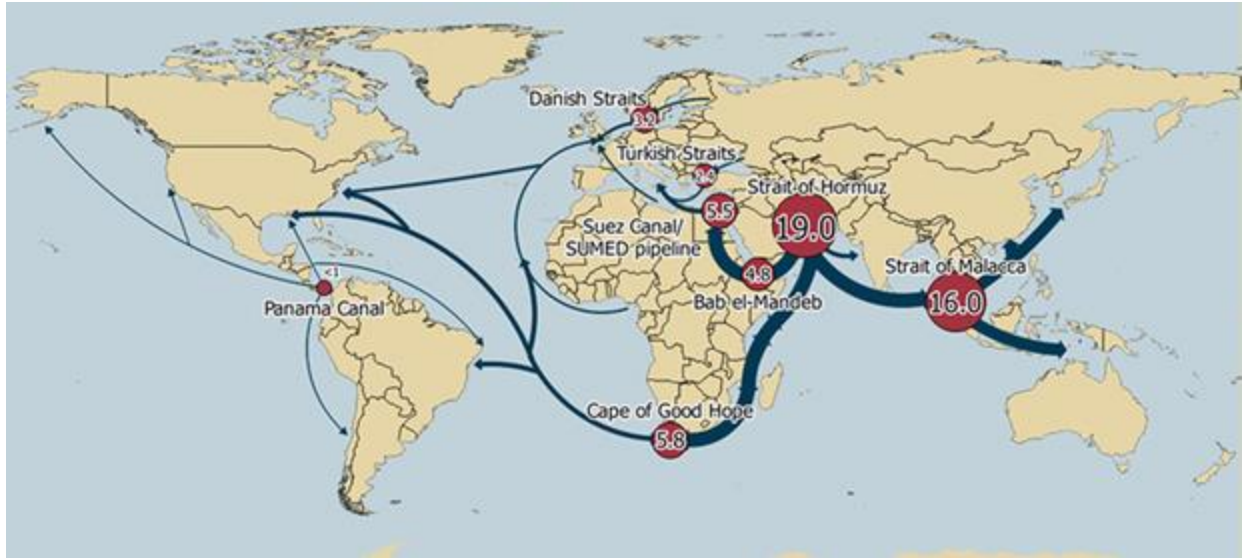 Danish Straits
3.2
Turkish Straits
2.4
Strait of Hormuz
19.0
5.5
Suez Canal/
SUMED pipeline
4.8
Bab el-Mandeb
Strait of Malacca
16.0
<1
Panama Canal
Cape of Good Hope
5.8